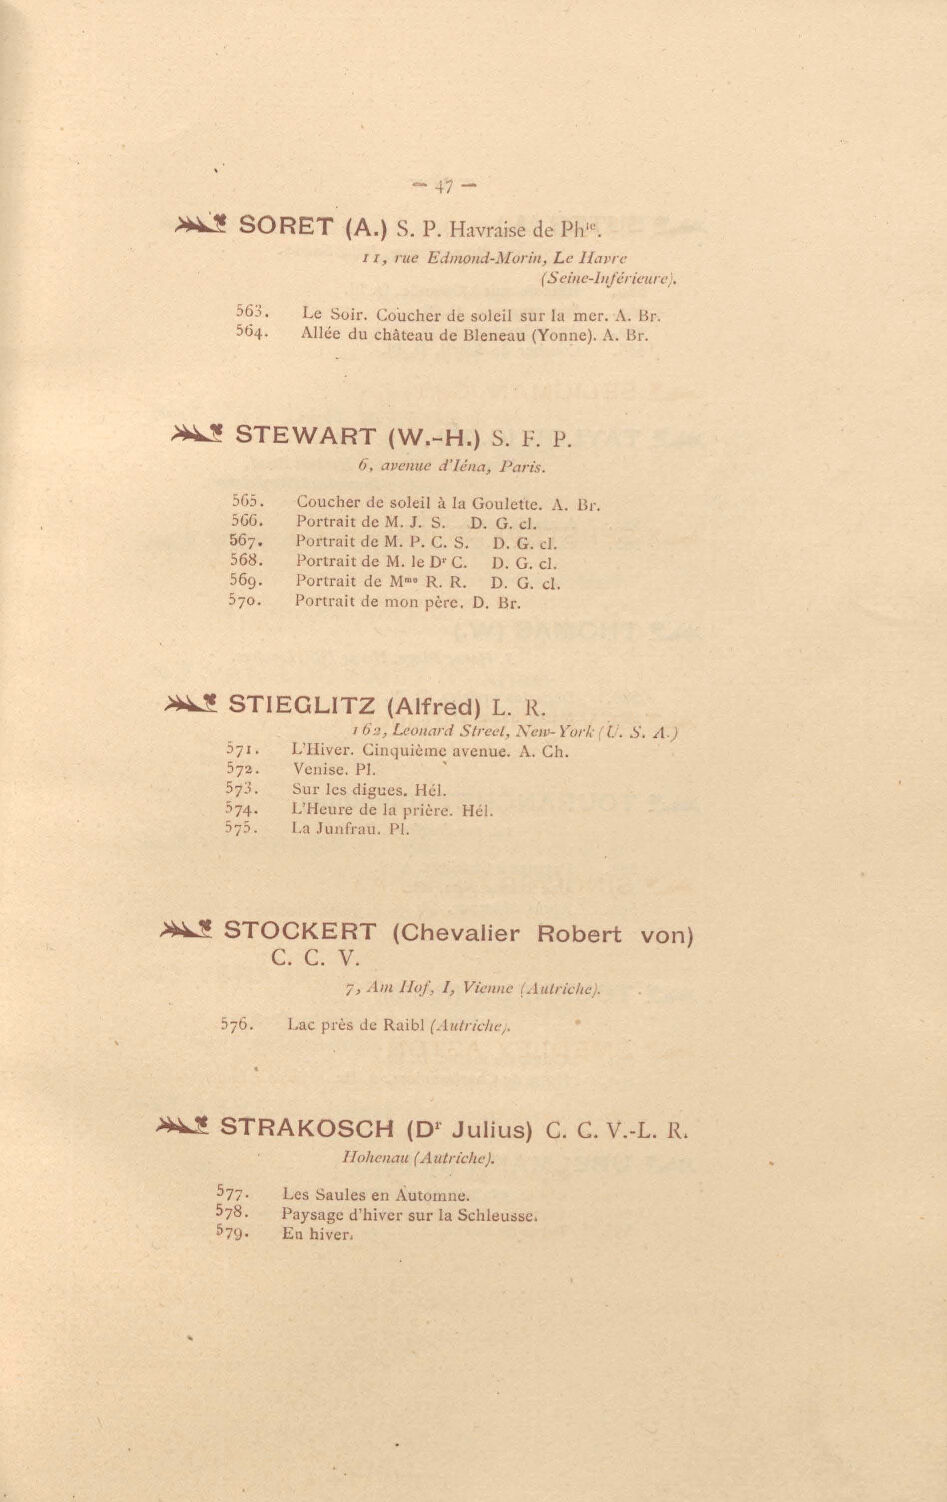 — 47 —
SORET (A.) S. P. Havraise de Phie.
11, rue Edmond-Morin, Le Havre
(Seine-Inférieure).
563. Le Soir. Coucher de soleil sur la mer. A. Br.
564. Allée du château de Bleneau (Yonne). A. Br.
STEWART (W.-H.) S. F. P.
6, avenue d'Iéna, Paris.
565. Coucher de soleil à la Goulette. A. Br.
566. Portrait de M. J. S. D. G. cl.
567. Portrait de M. P. C. S. D. G. cl.
568. Portrait de M. le Dr C. D. G. cl.
569. Portrait de Mme R. R. D. G. cl.
570. Portrait de mon père. D. Br.
STIEGLITZ (Alfred) L. R.
162, Leonard Street, New-York (U. S. A.)
571. L'Hiver. Cinquième avenue. A. Ch.
572. Venise. Pl.
573. Sur les digues. Hél.
574. L'Heure de la prière. Hél.
575. La Junfrau. Pl.
STOCKERT (Chevalier Robert von)
C. C. V.
7, Am Hof, I, Vienne (Autriche).
576. Lac près de Raibl (Autriche).
STRAKOSCH (Dr Julius) C. C. V.-L. R.
Hohenau (Autriche).
577. Les Saules en Automne.
578. Paysage d'hiver sur la Schleusse.
579. En hiver.